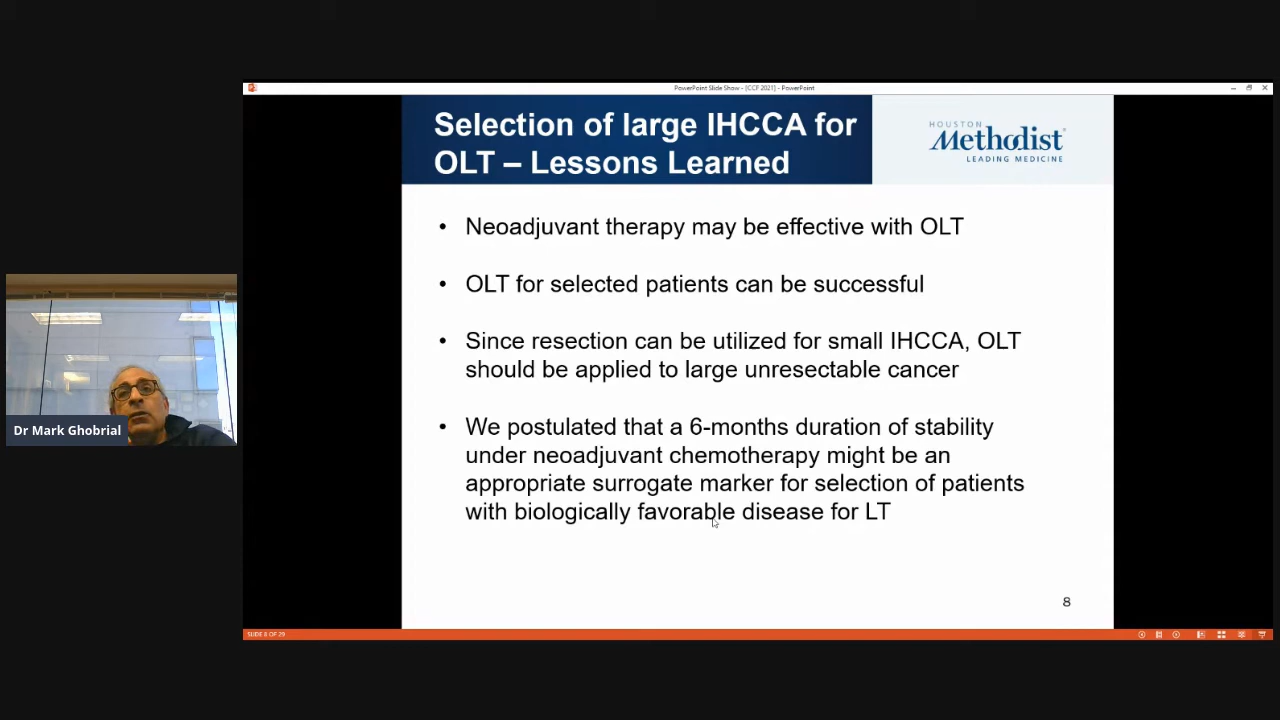 PowerPoint Slide Show - [CCF 2021] - PowerPoint
Selection of large IHCCA for
OLT – Lessons Learned
HOUSTON
Methodist
LEADING MEDICINE
• Neoadjuvant therapy may be effective with OLT
• OLT for selected patients can be successful
• Since resection can be utilized for small IHCCA, OLT
should be applied to large unresectable cancer
• We postulated that a 6-months duration of stability
under neoadjuvant chemotherapy might be an
appropriate surrogate marker for selection of patients
with biologically favorable disease for LT
Dr Mark Ghobrial
8
SLIDE 8 OF 29